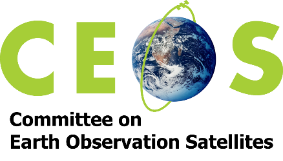 CEOS
Committee on
Earth Observation Satellites